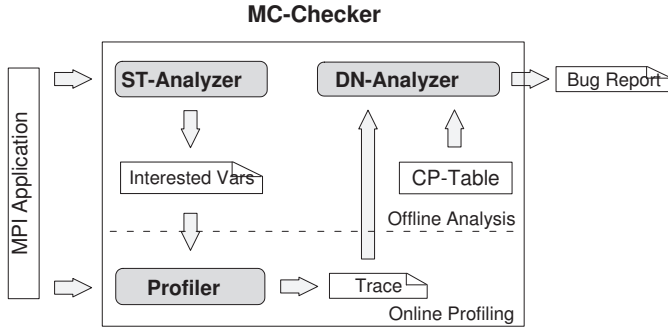 MC-Checker
MPI Application
ST-Analyzer
DN-Analyzer
Bug Report
Interested Vars
CP-Table
Offline Analysis
Profiler
Trace
Online Profiling